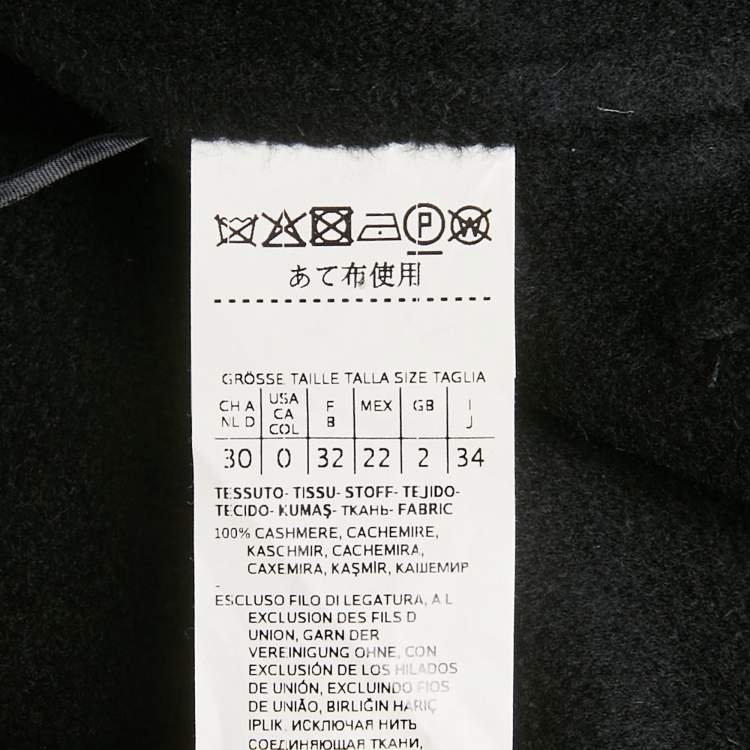 P W
あて布使用
GRÖSSE TAILLE TALLA SIZE TAGLIA
CH A NL D USA CA COL F B MEX GB I J
30 0 32 22 2 34
TESSUTO- TISSU- STOFF- TEJIDO-
TECIDO- KUMAŞ- ТКАНЬ- FABRIC
100% CASHMERE, CACHEMIRE,
KASCHMIR, CACHEMIRA,
CAXEMIRA, KAŞMİR, КАШЕМИР
-
ESCLUSO FILO DI LEGATURA, A L
EXCLUSION DES FILS D
UNION, GARN DER
VEREINIGUNG OHNE, CON
EXCLUSIÓN DE LOS HILADOS
DE UNIÓN, EXCLUINDO FIOS
DE UNIÃO, BIRLIĞIN HARIÇ
IPLIK, ИСКЛЮЧАЯ НИТЬ
СОЕДИНЯЮЩАЯ ТКАНИ,